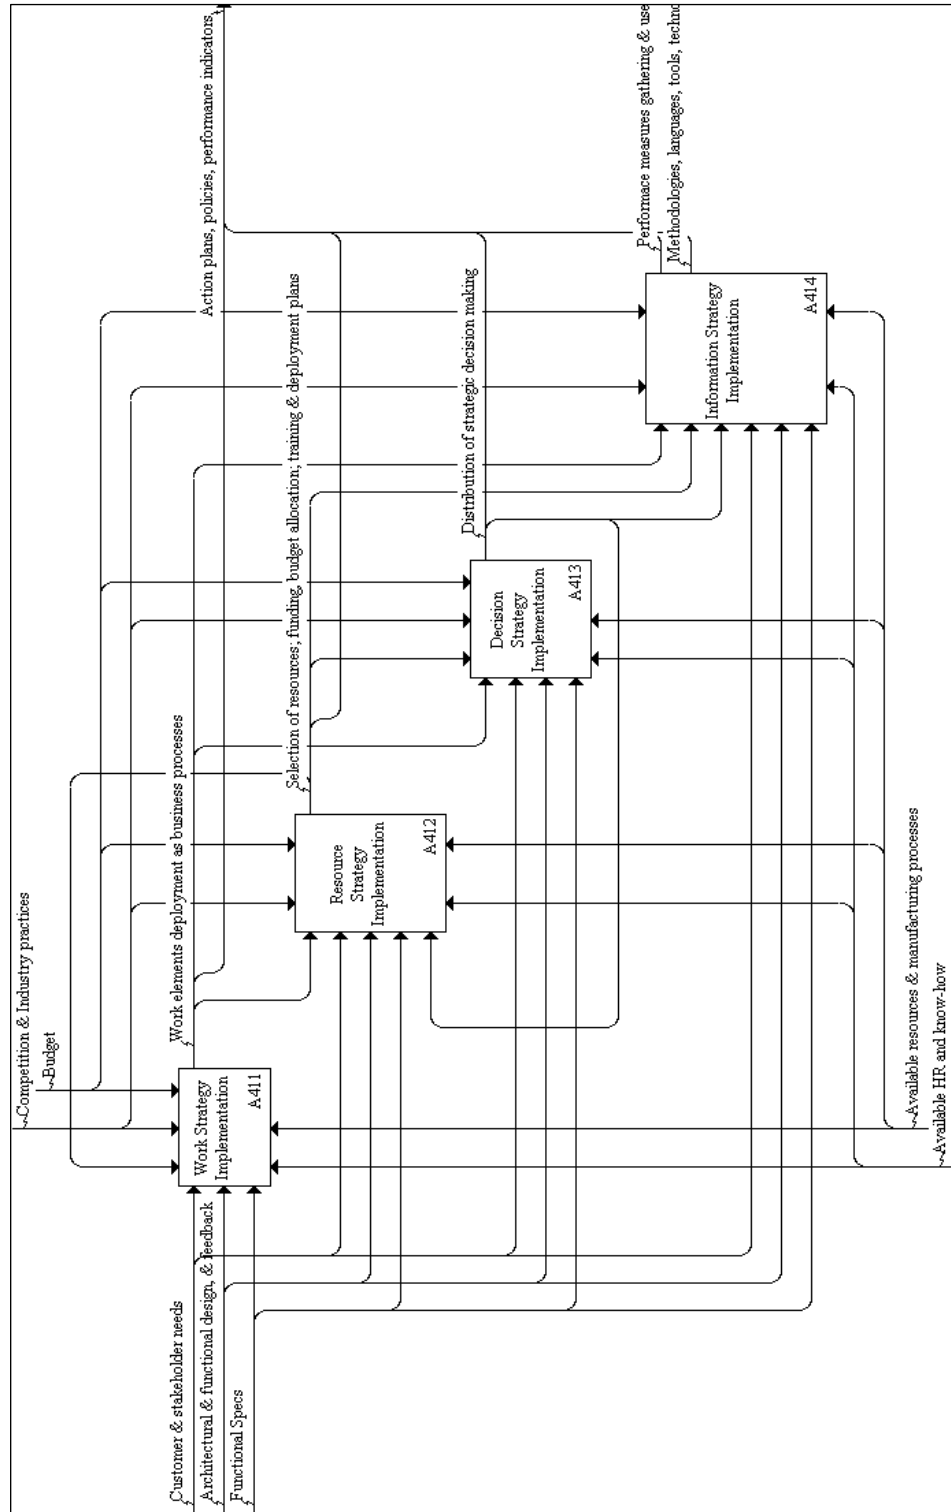 Competition & Industry practices
Budget
Customer & stakeholder needs
Architectural & functional design, & feedback
Functional Specs
Work Strategy
Implementation
A411
Work elements deployment as business processes
Resource
Strategy
Implementation
A412
Selection of resources; funding, budget allocation; training & deployment plans
Decision
Strategy
Implementation
A413
Distribution of strategic decision making
Information Strategy
Implementation
A414
Action plans, policies, performance indicators
Performace measures gathering & use
Methodologies, languages, tools, techn
Available resources & manufacturing processes
Available HR and know-how